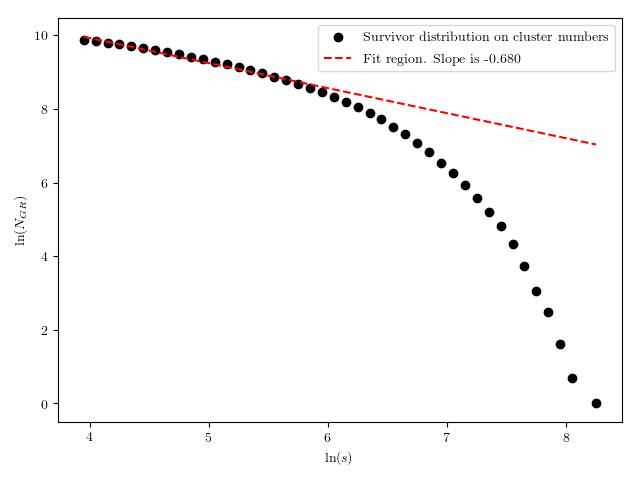 10
8
6
4
2
0
ln(N_{GR})
Survivor distribution on cluster numbers
Fit region. Slope is -0.680
4 5 6 7 8
ln(s)